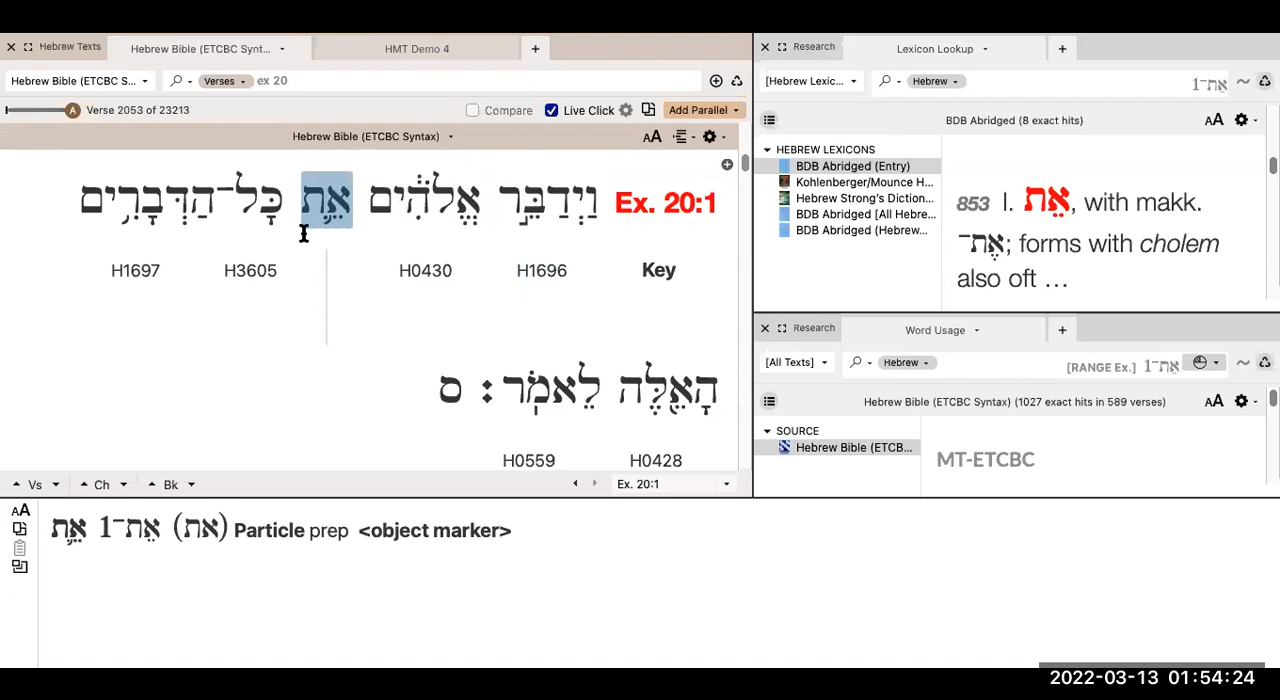 Hebrew Texts
Hebrew Bible (ETCBC Synt...
HMT Demo 4
Hebrew Bible (ETCBC S...
Verses
ex 20
A
Verse 2053 of 23213
Compare
Live Click
Add Parallel
Hebrew Bible (ETCBC Syntax)
AA
Ex. 20:1 וַיְדַבֵּ֣ר אֱלֹהִ֔֗ים אֵ֛ת כָּל־הַדְּבָרִ֥ים
Key H1696 H0430 H3605 H1697
הָאֵ֖לֶּה לֵאמֹֽר׃ ס
H0428 H0559
Vs
Ch
Bk
Ex. 20:1
AA
אֵ֥ת אֵת־1 (את) Particle prep <object marker>
Research
Lexicon Lookup
[Hebrew Lexic...
Hebrew
אֵת־1
BDB Abridged (8 exact hits)
AA
HEBREW LEXICONS
BDB Abridged (Entry)
Kohlenberger/Mounce H...
Hebrew Strong's Diction...
BDB Abridged [All Hebre...
BDB Abridged (Hebrew...
853 I. אֵת, with makk.
אֶת־; forms with cholem
also oft ...
Research
Word Usage
[All Texts]
Hebrew
[RANGE Ex.] אֵת־1
Hebrew Bible (ETCBC Syntax) (1027 exact hits in 589 verses)
AA
SOURCE
Hebrew Bible (ETCB...
MT-ETCBC
2022-03-13 01:54:24